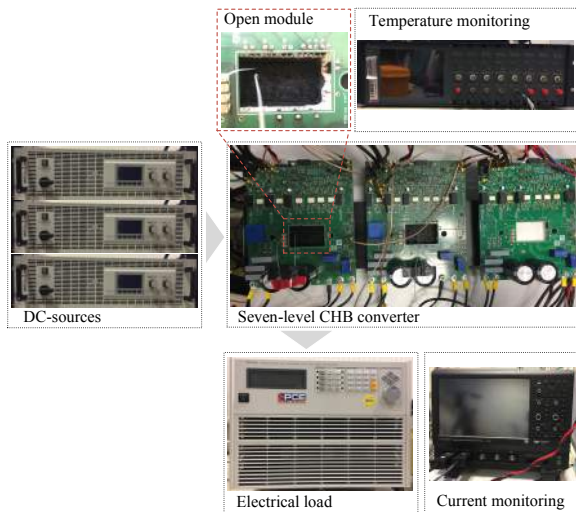 Open module
Temperature monitoring
DC-sources
Seven-level CHB converter
Electrical load
Current monitoring